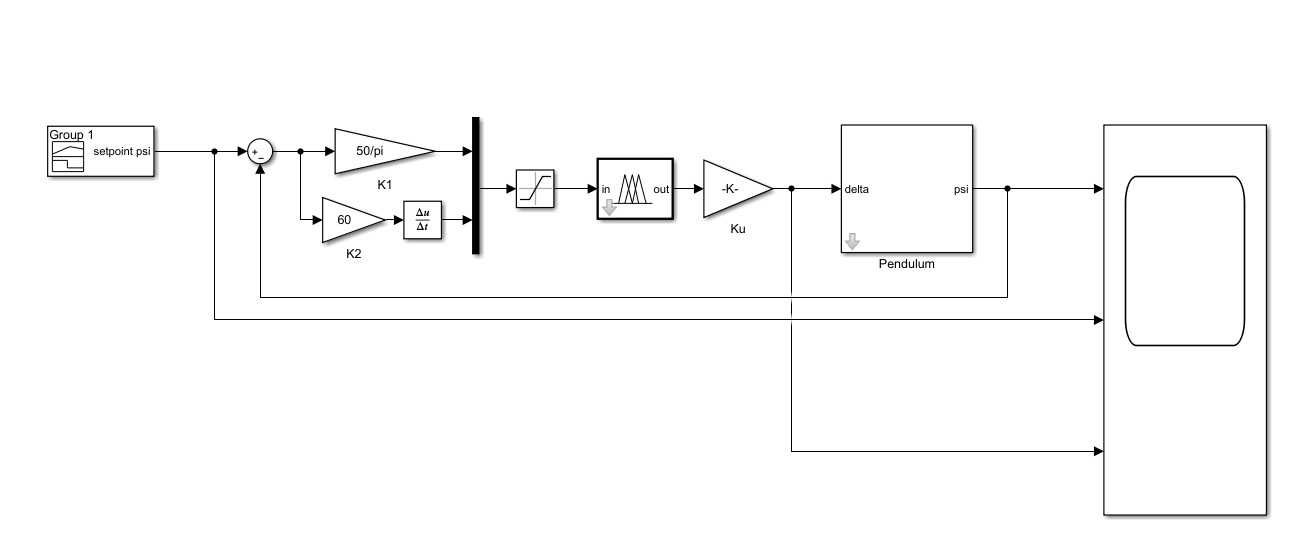 Group 1
setpoint psi
+
−
50/pi
K1
60
Δu
Δt
K2
in
out
-K-
Ku
delta
psi
Pendulum